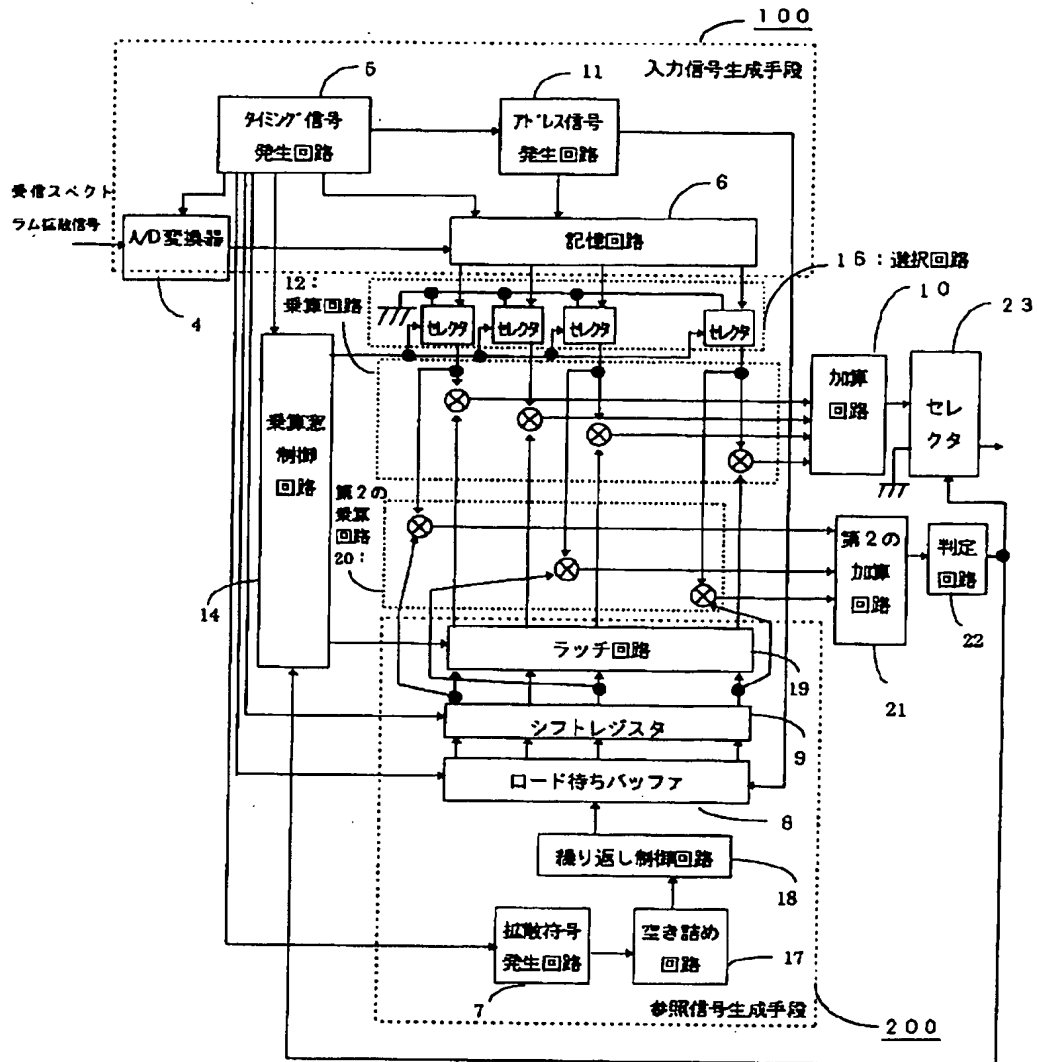 100
入力信号生成手段
5
11
タイミング信号
発生回路
アドレス信号
発生回路
6
受信スペクト
ラム拡散信号
A/D変換器
記憶回路
4
16:選択回路
12:
乗算回路
セレクタ
セレクタ
セレクタ
セレクタ
10
23
加算
回路
セレ
クタ
乗算窓
制御
回路
第2の
乗算
回路
20:
第2の
加算
回路
判定
回路
14
22
21
ラッチ回路
19
シフトレジスタ
9
ロード待ちバッファ
8
繰り返し制御回路
18
拡散符号
発生回路
空き詰め
回路
7
17
参照信号生成手段
200